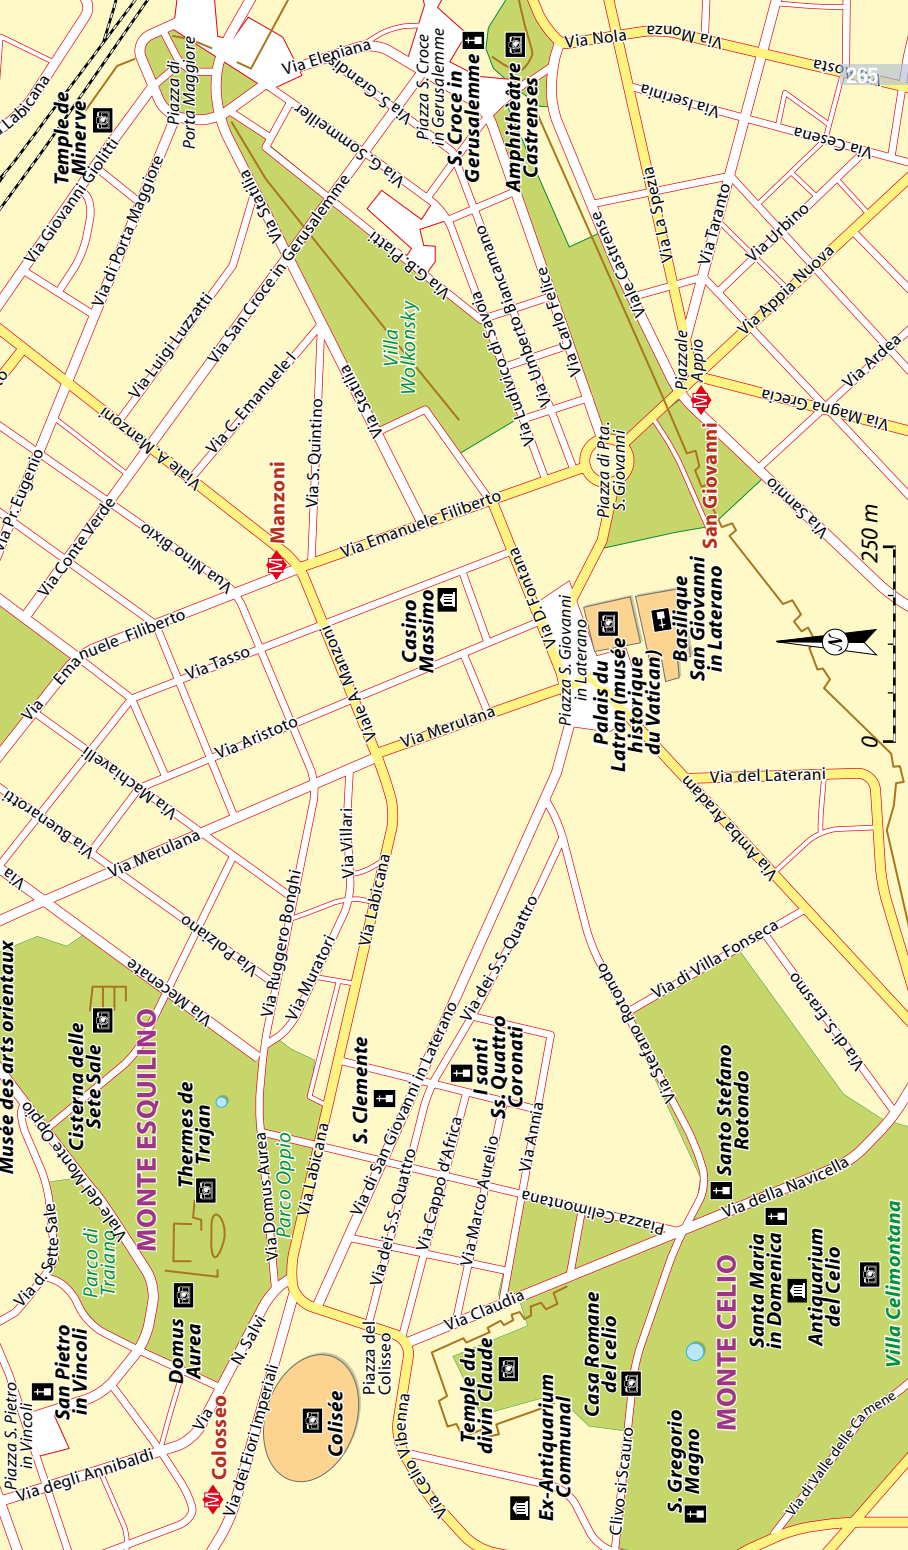 265
Labicana
Temple de
Minerve
Piazza di
Porta Maggiore
Via Eleniana
Via S. Grandis
Via G. Sommeiller
Piazza S. Croce
in Gerusalemme
S. Croce in
Gerusalemme
Amphithéâtre
Castrenses
Via Nola
Via Monza
osta
Via Iserinia
Via Cesena
Via Giovanni Giolitti
Via di Porta Maggiore
Via Statilia
Via San Croce in Gerusalemme
Via G.B. Piatti
Via Luigi Luzzatti
Villa
Wolkonsky
Via Ludivico di Savoia
Via Umberto Biancamano
Via Carlo Felice
Viale Castrense
Via La Spezia
Via Taranto
Via Urbino
Via Appia Nuova
Piazzale
Appio
Via Ardea
Via Magna Grecia
Via C. Emanuele I
Via Statilia
Via S. Quintino
Viale A. Manzoni
Manzoni
Via Pr. Eugenio
Via Conte Verde
Vua Nino Bixio
Via Emanuele Filiberto
Piazza di Pta.
S. Giovanni
San Giovanni
Via Sannio
250 m
0
N
Via Emanuele Filiberto
Via Tasso
Via Aristoto
Viale A. Manzoni
Casino
Massimo
Via D. Fontana
Via Merulana
Piazza S. Giovanni
in Laterano
Palais du
Latran (musée
historique
du Vatican)
Basilique
San Giovanni
in Laterano
Via Machiavelli
Via Buenarotti
Via Merulana
Via
Via Polziano
Via Mecenate
Via Ruggero Bonghi
Via Villari
Via Muratori
Via Labicana
Via del Laterani
Via Amba Aradam
Via di Villa Fonseca
Via di S. Erasmo
Via Stefano Rotondo
Via dei S.S. Quattro
Via di San Giovanni in Laterano
Musée des arts orientaux
Cisterna delle
Sette Sale
MONTE ESQUILINO
Thermes de
Trajan
S. Clemente
I santi
Ss. Quattro
Coronati
Santo Stefano
Rotondo
Viale del Monte Oppio
Via d. Sette Sale
Parco di
Traiano
Via Domus Aurea
Parco Oppio
Via Labicana
Via dei S.S. Quattro
Via Cappo d'Africa
Via Marco Aurelio
Via Annia
Piazza Celimontana
Via della Navicella
Santa Maria
in Domenica
Antiquarium
del Celio
Villa Celimontana
MONTE CELIO
Via Claudia
San Pietro
in Vincoli
Piazza S. Pietro
in Vincoli
Domus
Aurea
Via N. Salvi
Colosseo
Via degli Annibaldi
Via dei Fiori Imperiali
Colisée
Piazza del
Colisseo
Via Celio Vibenna
Temple du
divin Claude
Ex-Antiquarium
Communal
Casa Romane
del celio
Clivo si Scauro
S. Gregorio
Magno
Via di Valle delle Camene